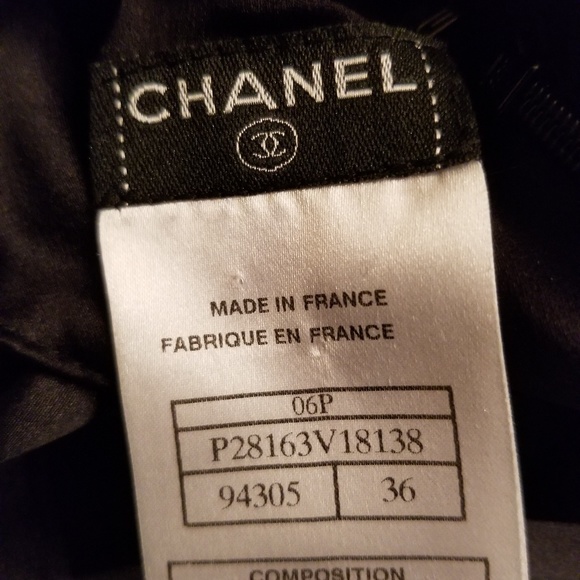 CHANEL
MADE IN FRANCE
FABRIQUE EN FRANCE
06P
P28163V18138
94305 36
COMPOSITION